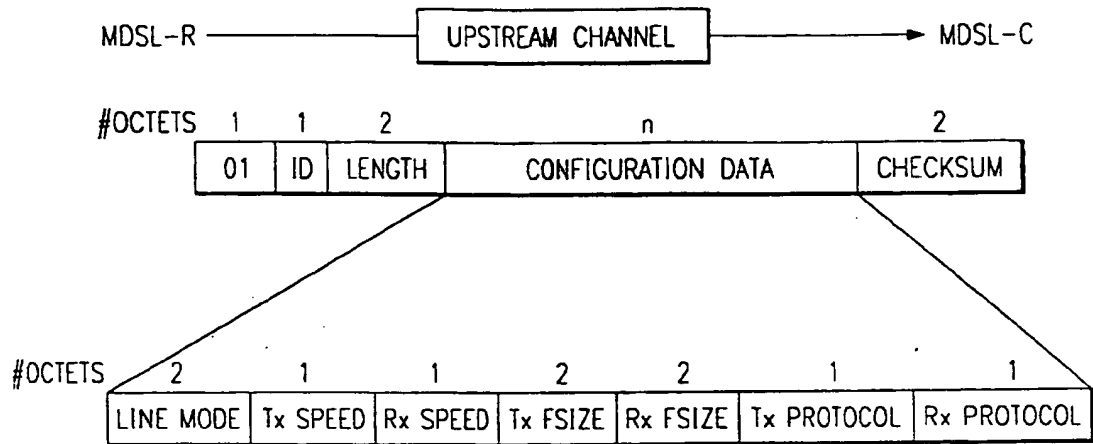 MDSL-R UPSTREAM CHANNEL MDSL-C
#OCTETS 1 1 2 n 2
01 ID LENGTH CONFIGURATION DATA CHECKSUM
#OCTETS 2 1 1 2 2 1 1
LINE MODE Tx SPEED Rx SPEED Tx FSIZE Rx FSIZE Tx PROTOCOL Rx PROTOCOL